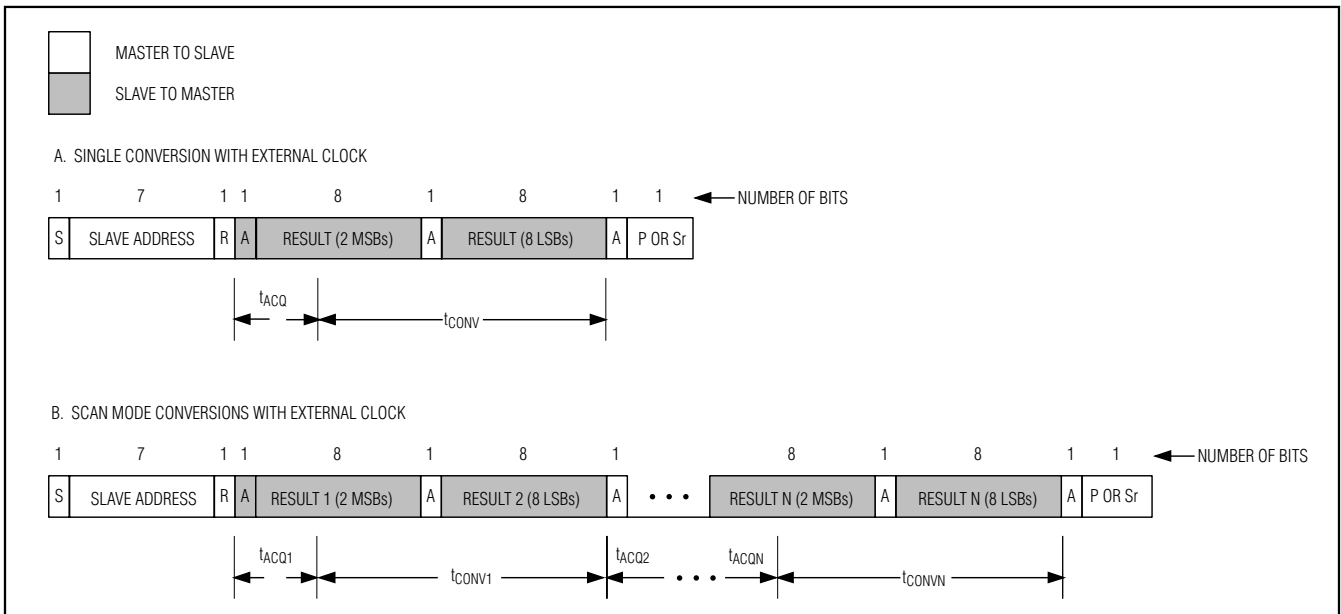 MASTER TO SLAVE
SLAVE TO MASTER
A. SINGLE CONVERSION WITH EXTERNAL CLOCK
1 7 1 1 8 1 8 1 1 NUMBER OF BITS
S SLAVE ADDRESS R A RESULT (2 MSBs) A RESULT (8 LSBs) A P OR Sr
tACQ
tCONV
B. SCAN MODE CONVERSIONS WITH EXTERNAL CLOCK
1 7 1 1 8 1 8 1 8 1 8 1 1 NUMBER OF BITS
S SLAVE ADDRESS R A RESULT 1 (2 MSBs) A RESULT 2 (8 LSBs) A • • • RESULT N (2 MSBs) A RESULT N (8 LSBs) A P OR Sr
tACQ1 tACQ2 tACQN
tCONV1 • • • tCONVN